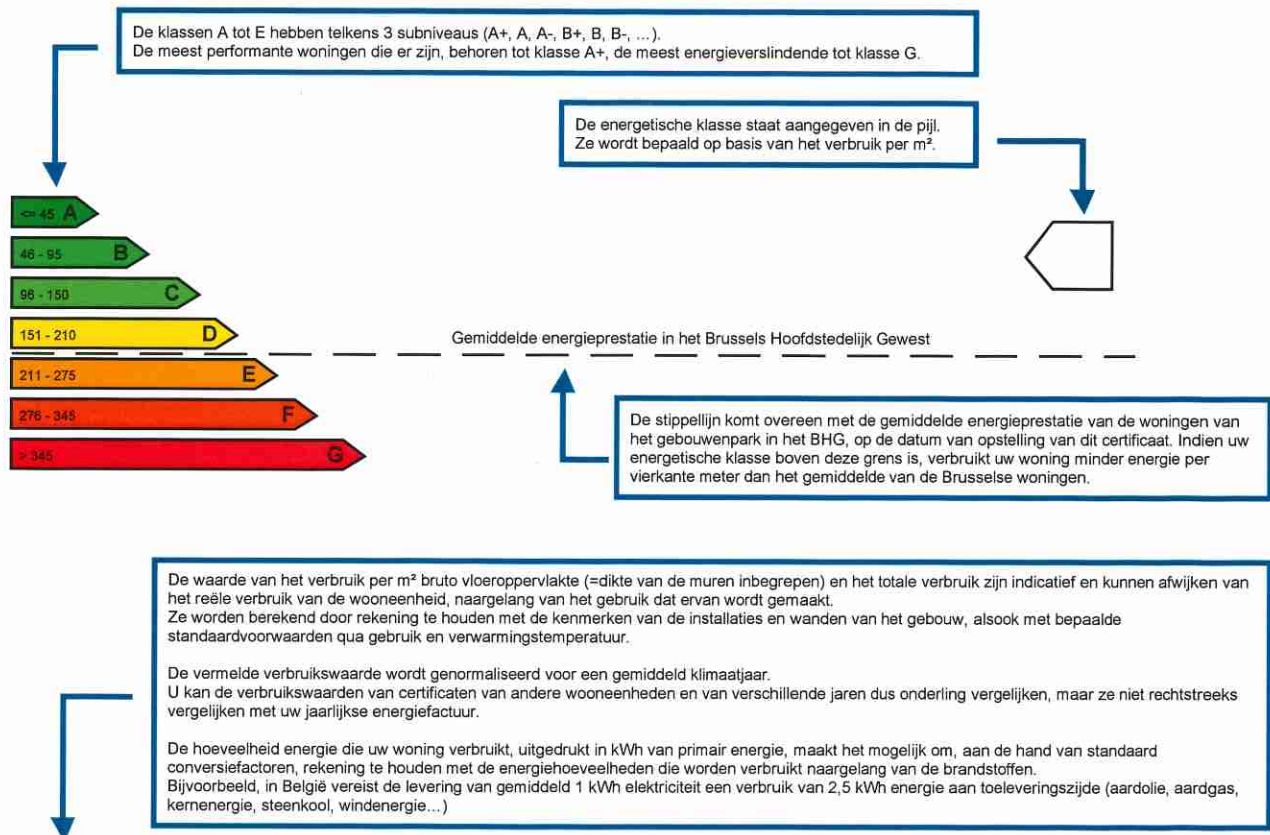 De klassen A tot E hebben telkens 3 subniveaus (A+, A, A-, B+, B, B-, ...).
De meest performante woningen die er zijn, behoren tot klasse A+, de meest energieverslindende tot klasse G.
De energetische klasse staat aangegeven in de pijl.
Ze wordt bepaald op basis van het verbruik per m².
<= 45 A
46 - 95 B
96 - 150 C
151 - 210 D
Gemiddelde energieprestatie in het Brussels Hoofdstedelijk Gewest
211 - 275 E
276 - 345 F
> 345 G
De stippellijn komt overeen met de gemiddelde energieprestatie van de woningen van
het gebouwenpark in het BHG, op de datum van opstelling van dit certificaat. Indien uw
energetische klasse boven deze grens is, verbruikt uw woning minder energie per
vierkante meter dan het gemiddelde van de Brusselse woningen.
De waarde van het verbruik per m² bruto vloeroppervlakte (=dikte van de muren inbegrepen) en het totale verbruik zijn indicatief en kunnen afwijken van
het reële verbruik van de wooneenheid, naargelang van het gebruik dat ervan wordt gemaakt.
Ze worden berekend door rekening te houden met de kenmerken van de installaties en wanden van het gebouw, alsook met bepaalde
standaardvoorwaarden qua gebruik en verwarmingstemperatuur.
De vermelde verbruikswaarde wordt genormaliseerd voor een gemiddeld klimaatjaar.
U kan de verbruikswaarden van certificaten van andere wooneenheden en van verschillende jaren dus onderling vergelijken, maar ze niet rechtstreeks
vergelijken met uw jaarlijkse energiefactuur.
De hoeveelheid energie die uw woning verbruikt, uitgedrukt in kWh van primair energie, maakt het mogelijk om, aan de hand van standaard
conversiefactoren, rekening te houden met de energiehoeveelheden die worden verbruikt naargelang van de brandstoffen.
Bijvoorbeeld, in België vereist de levering van gemiddeld 1 kWh elektriciteit een verbruik van 2,5 kWh energie aan toeleveringszijde (aardolie, aardgas,
kernenergie, steenkool, windenergie...)